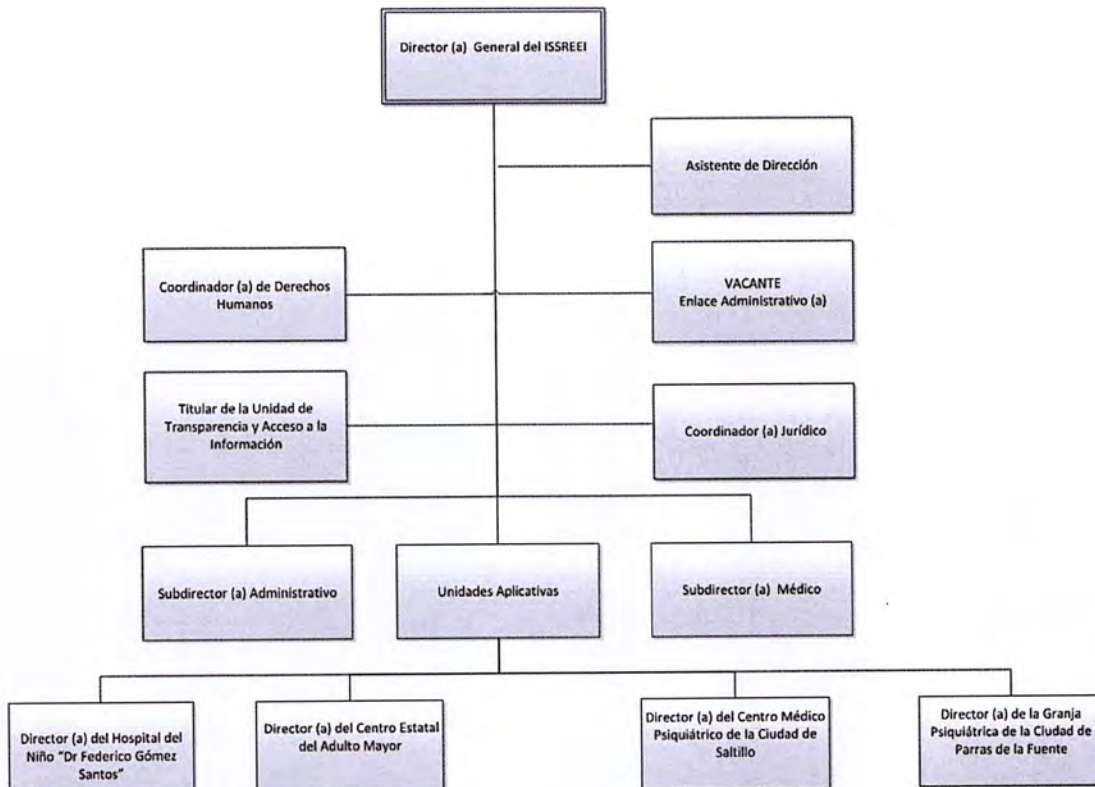 Director (a) General del ISSREEI
Asistente de Dirección
Coordinador (a) de Derechos
Humanos
VACANTE
Enlace Administrativo (a)
Titular de la Unidad de
Transparencia y Acceso a la
Información
Coordinador (a) Jurídico
Subdirector (a) Administrativo
Unidades Aplicativas
Subdirector (a) Médico
Director (a) del Hospital del
Niño "Dr Federico Gómez
Santos"
Director (a) del Centro Estatal
del Adulto Mayor
Director (a) del Centro Médico
Psiquiátrico de la Ciudad de
Saltillo
Director (a) de la Granja
Psiquiátrica de la Ciudad de
Parras de la Fuente